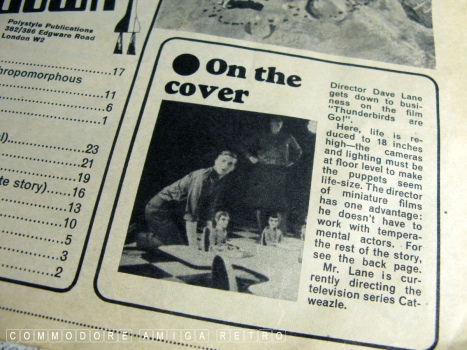 Polystyle Publications
382/386 Edgware Road
London W2
17
11
6
1
23
21
19
16
13
10
5
3
2
On the
cover
Director Dave Lane
gets down to busi-
ness on the film
"Thunderbirds are
Go!".
Here, life is re-
duced to 18 inches
high—the cameras
and lighting must be
at floor level to make
the puppets seem
life-size. The director
of miniature films
has one advantage:
he doesn't have to
work with tempera-
mental actors. For
the rest of the story,
see the back page.
Mr. Lane is cur-
rently directing the
television series Cat-
weazle.
COMMODORE AMIGA RETRO